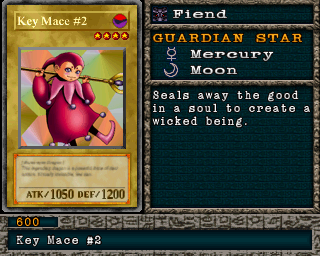 Key Mace #2
ATK/1050 DEF/1200
Fiend
GUARDIAN STAR
Mercury
Moon
Seals away the good
in a soul to create a
wicked being.
600
Key Mace #2